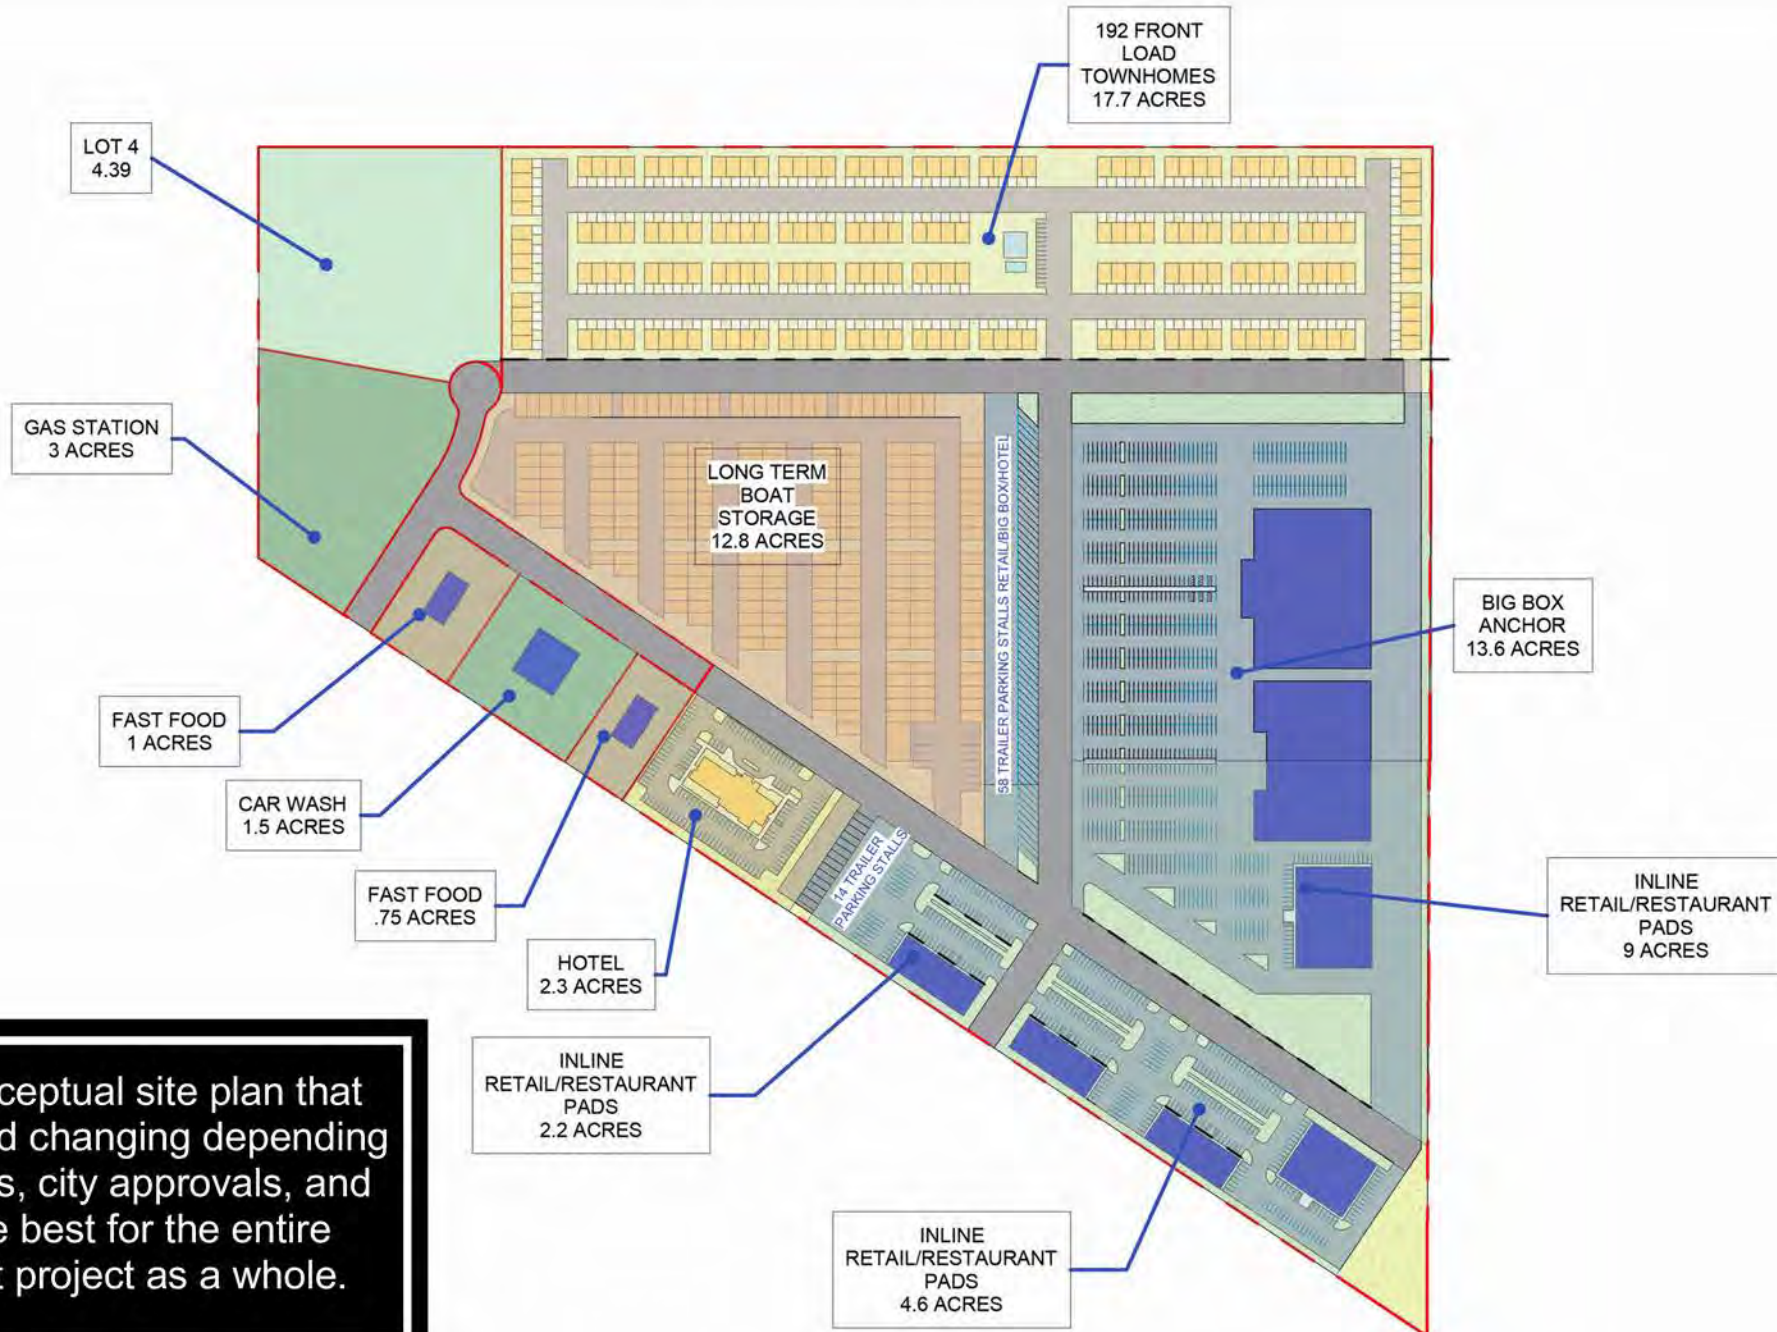 192 FRONT
LOAD
TOWNHOMES
17.7 ACRES
LOT 4
4.39
GAS STATION
3 ACRES
LONG TERM
BOAT
STORAGE
12.8 ACRES
58 TRAILER PARKING STALLS RETAIL/BIG BOX/HOTEL
BIG BOX
ANCHOR
13.6 ACRES
FAST FOOD
1 ACRES
CAR WASH
1.5 ACRES
FAST FOOD
.75 ACRES
14 TRAILER
PARKING STALLS
HOTEL
2.3 ACRES
INLINE
RETAIL/RESTAURANT
PADS
9 ACRES
INLINE
RETAIL/RESTAURANT
PADS
2.2 ACRES
INLINE
RETAIL/RESTAURANT
PADS
4.6 ACRES
ceptual site plan that
d changing depending
s, city approvals, and
e best for the entire
t project as a whole.